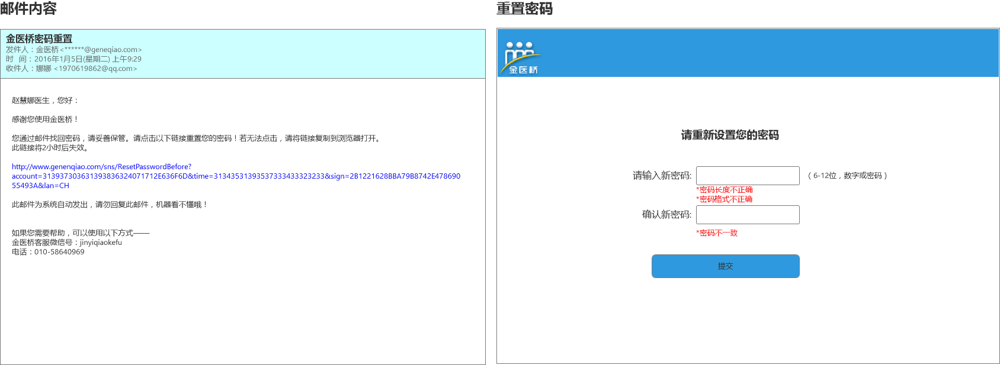 邮件内容
金医桥密码重置
发件人：金医桥<******@geneqiao.com>
时 间：2016年1月5日(星期二) 上午9:29
收件人：娜娜 <1970619862@qq.com>
赵慧娜医生，您好：
感谢您使用金医桥！
您通过邮件找回密码，请妥善保管。请点击以下链接重置您的密码！若无法点击，请将链接复制到浏览器打开。
此链接将2小时后失效。
http://www.genenqiao.com/sns/ResetPasswordBefore?
account=31393730363139383632​4071712E636F6D&time=31343531393537333433323233&sign=2B1221628BBA79B8742E478690
55493A&lan=CH
此邮件为系统自动发出，请勿回复此邮件，机器看不懂哦！
如果您需要帮助，可以使用以下方式——
金医桥客服微信号：jinyiqiaokefu
电话：010-58640969
重置密码
金医桥
请重新设置您的密码
请输入新密码: （ 6-12位，数字或密码 ）
*密码长度不正确
*密码格式不正确
确认新密码:
*密码不一致
提交